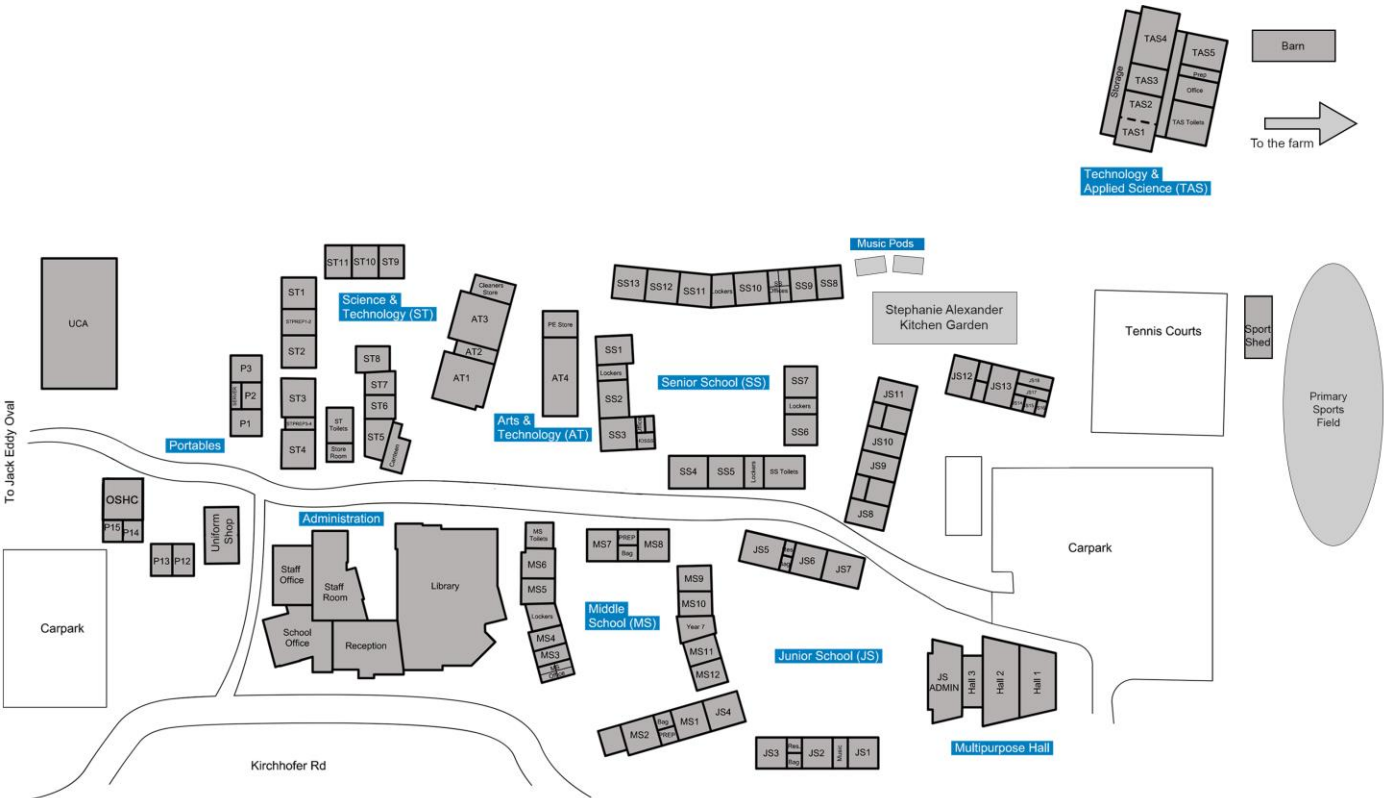 TAS4
TAS5
Barn
Storage
TAS3
Prep
Office
TAS2
TAS Toilets
TAS1
To the farm
Technology &
Applied Science (TAS)
Music Pods
ST11
ST10
ST9
SS13
SS12
SS11
Lockers
SS10
SS
Offices
SS9
SS8
Cleaners
Store
ST1
Science &
Technology (ST)
Stephanie Alexander
Kitchen Garden
UCA
STPREP1-2
AT3
PE Store
Tennis Courts
Sport
Shed
ST2
AT2
SS1
ST8
P3
AT1
AT4
Lockers
Senior School (SS)
SS7
JS12
JS13
ST7
P2
ST3
ST6
SS2
Lockers
JS11
Primary
Sports
Field
P1
ST
Toilets
ST5
Arts &
Technology (AT)
SS3
SS6
JS10
Portables
ST4
Store
Room
Canteen
JS9
SS4
SS5
Lockers
SS Toilets
To Jack Eddy Oval
OSHC
JS8
P15
P14
Uniform
Shop
Administration
MS
Toilets
MS7
PREP
Bag
MS8
JS5
JS6
JS7
Carpark
P13
P12
Staff
Office
Staff
Room
Library
MS6
MS5
MS9
MS10
Carpark
School
Office
Reception
Lockers
Middle
School (MS)
Year 7
MS4
MS3
MS11
MS12
Junior School (JS)
JS
ADMIN
Hall 3
Hall 2
Hall 1
MS2
Bag
PREP
MS1
JS4
JS3
Res.
Bag
JS2
Music
JS1
Multipurpose Hall
Kirchhofer Rd